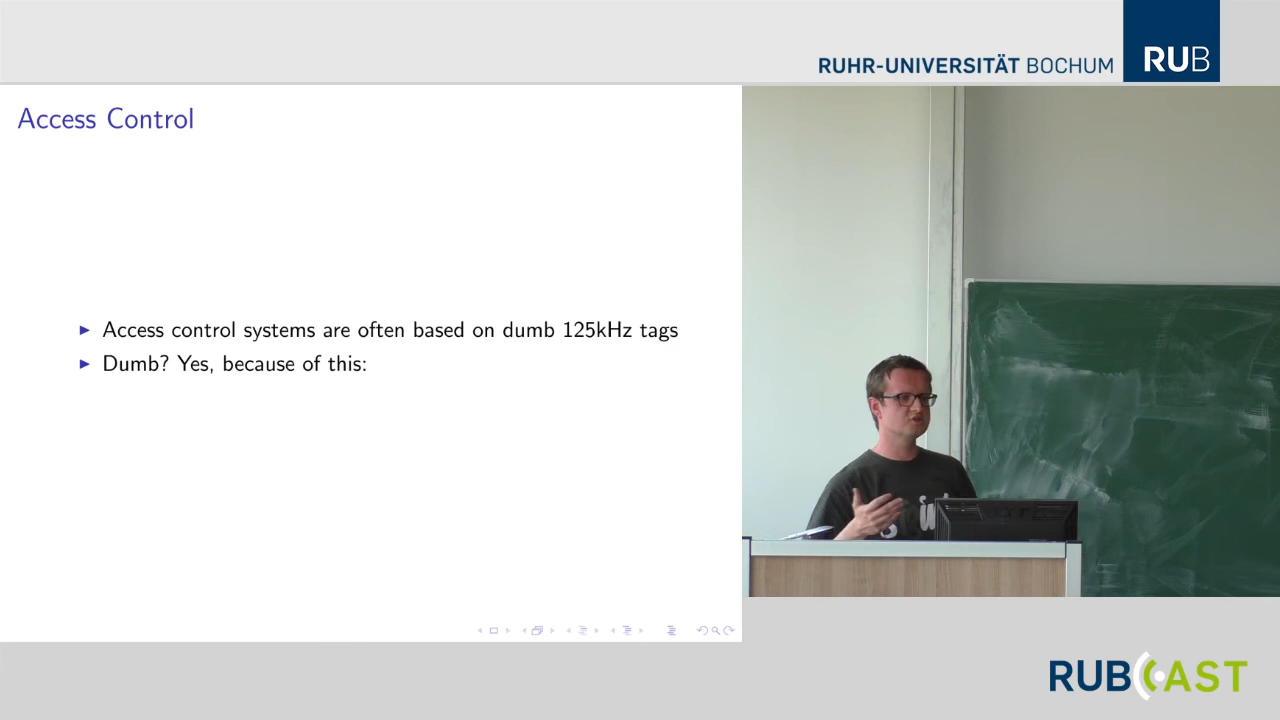 RUHR-UNIVERSITÄT BOCHUM
RUB
Access Control
Access control systems are often based on dumb 125kHz tags
Dumb? Yes, because of this:
RUBCAST